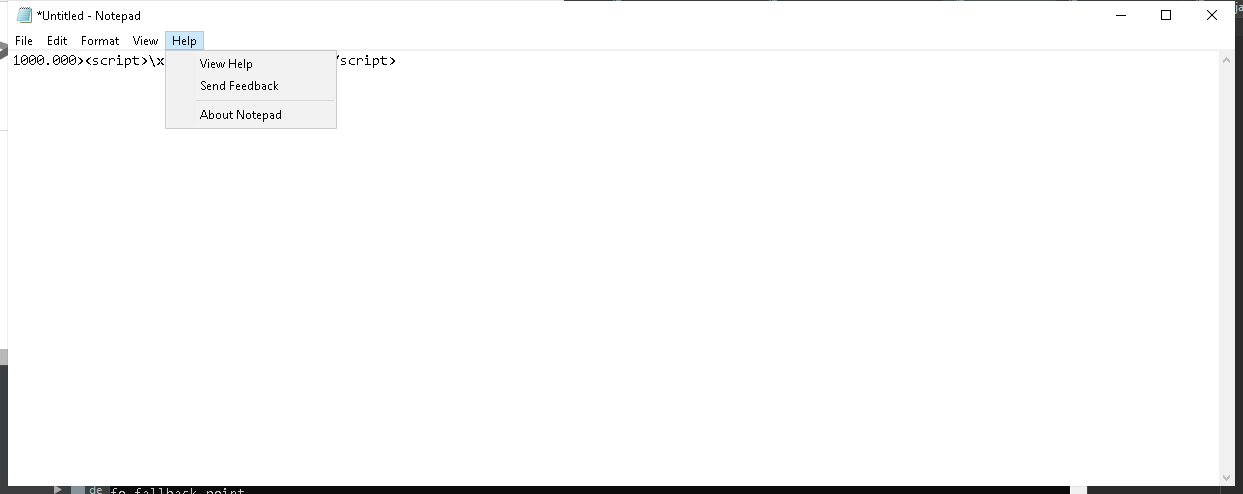 *Untitled - Notepad
File Edit Format View Help
1000.000><script>\x /script>
View Help
Send Feedback
About Notepad
de fo fallback point